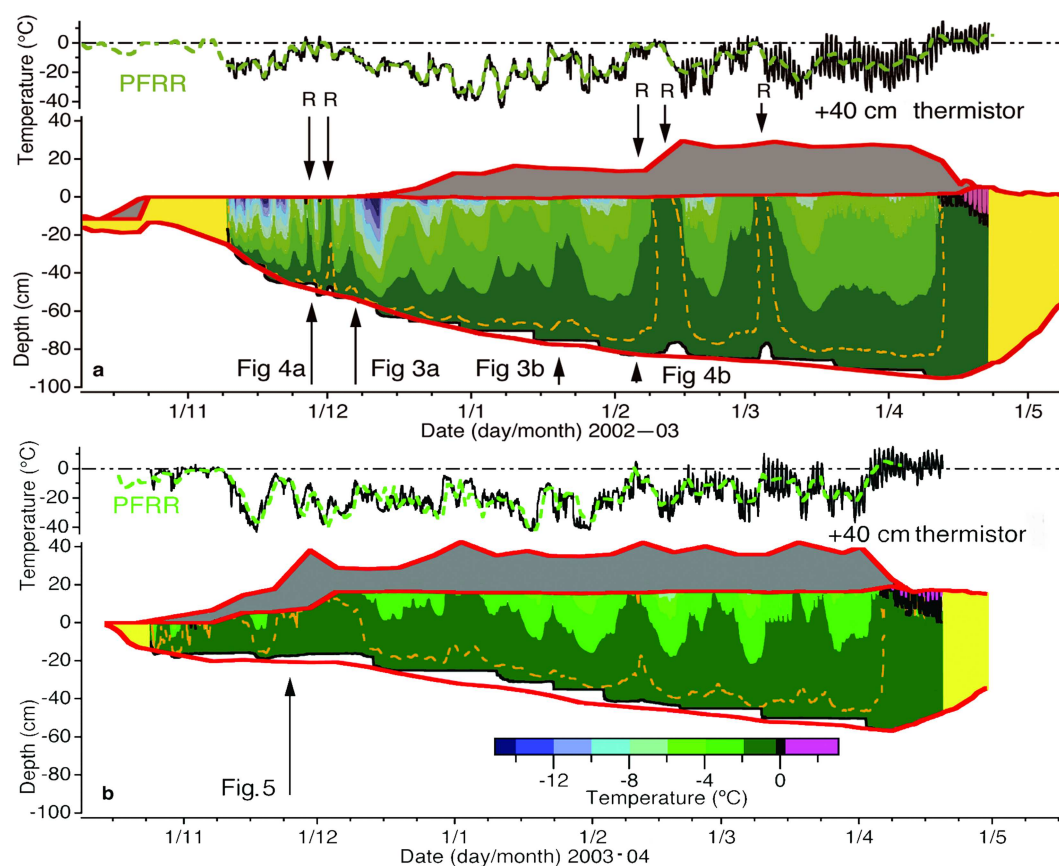 Temperature (°C)
0
-20
-40
20
0
PFRR
R R R R R
+40 cm thermistor
Depth (cm)
-20
-40
-60
-80
-100
a
Fig 4a Fig 3a Fig 3b Fig 4b
1/11 1/12 1/1 1/2 1/3 1/4 1/5
Date (day/month) 2002—03
Temperature (°C)
0
-20
-40
40
20
0
PFRR
+40 cm thermistor
Depth (cm)
-20
-40
-60
-80
-100
b
Fig.5
-12 -8 -4 0
Temperature (°C)
1/11 1/12 1/1 1/2 1/3 1/4 1/5
Date (day/month) 2003-04